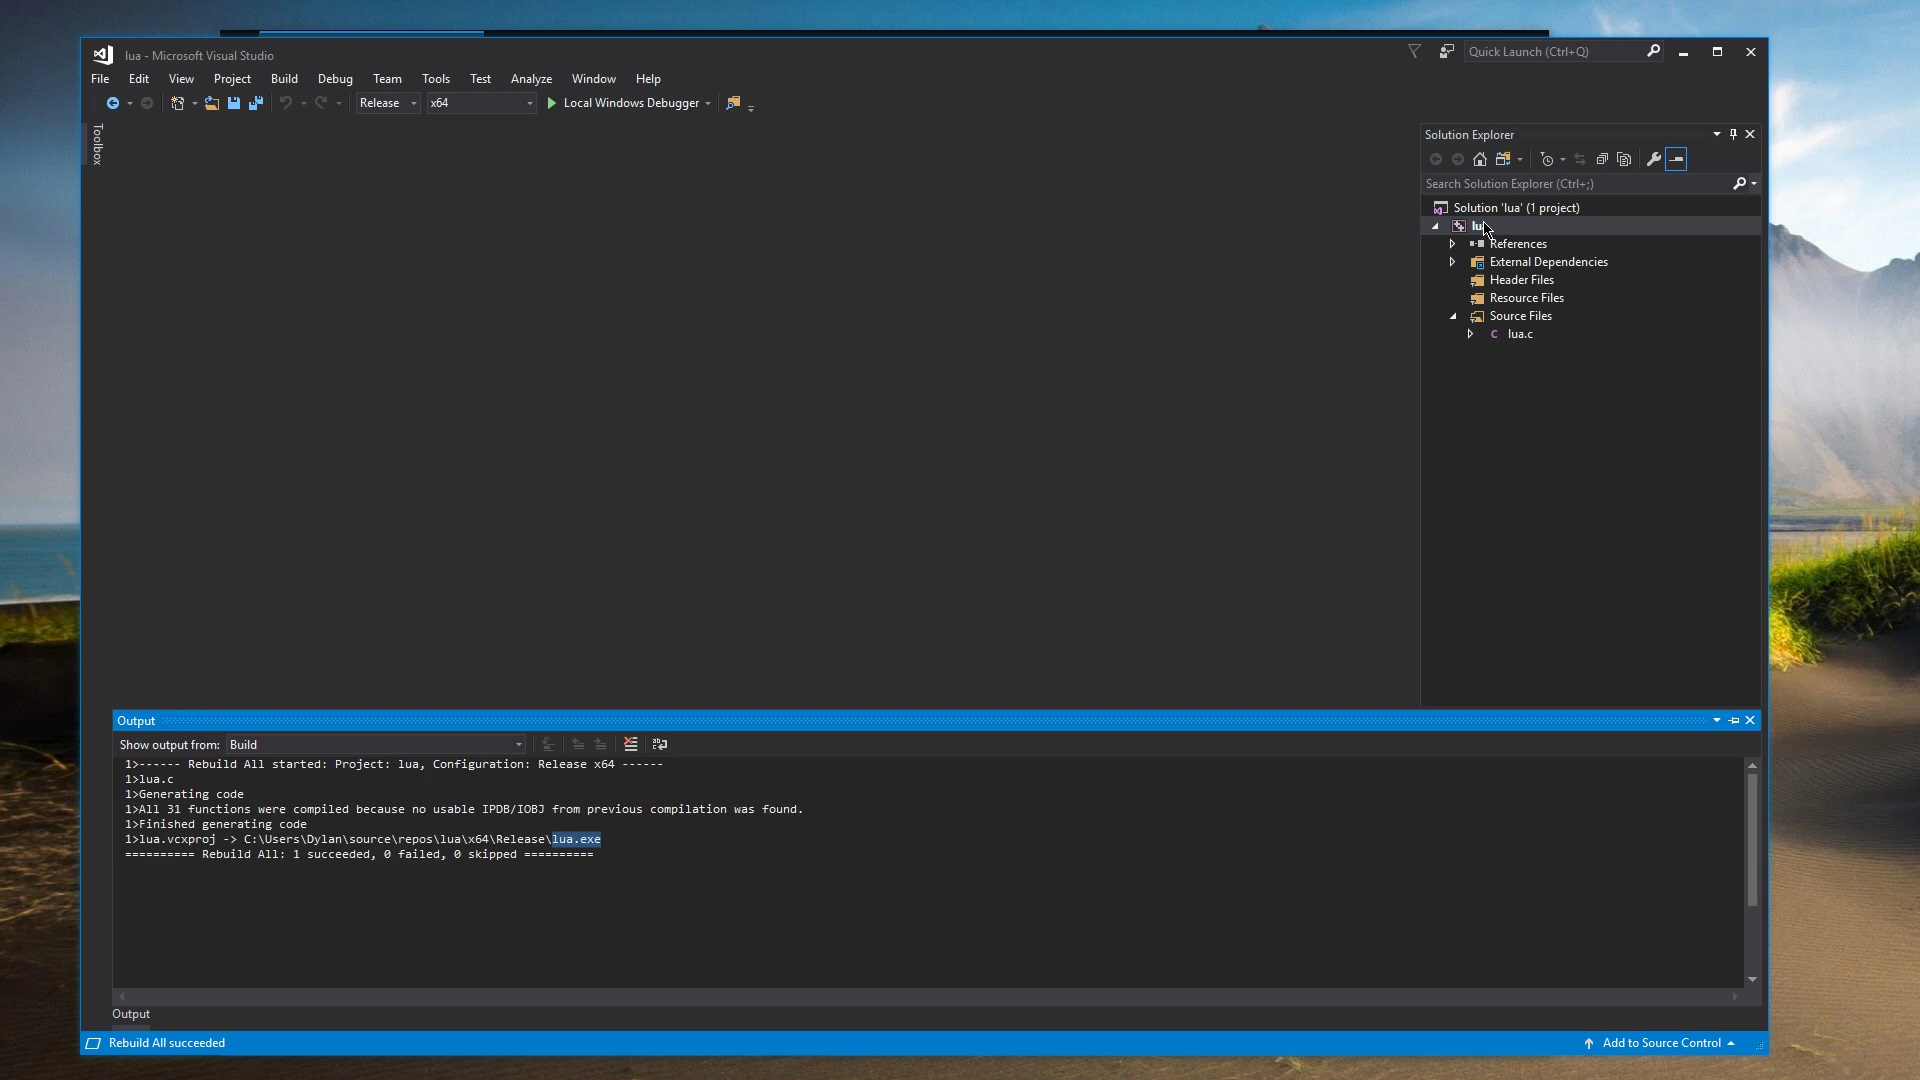 lua - Microsoft Visual Studio
Quick Launch (Ctrl+Q)
File Edit View Project Build Debug Team Tools Test Analyze Window Help
Release x64 Local Windows Debugger
Toolbox
Solution Explorer
Search Solution Explorer (Ctrl+;)
Solution 'lua' (1 project)
References
External Dependencies
Header Files
Resource Files
Source Files
lua.c
Output
Show output from: Build
1>------ Rebuild All started: Project: lua, Configuration: Release x64 ------
1>lua.c
1>Generating code
1>All 31 functions were compiled because no usable IPDB/IOBJ from previous compilation was found.
1>Finished generating code
1>lua.vcxproj -> C:\Users\Dylan\source\repos\lua\x64\Release\lua.exe
========== Rebuild All: 1 succeeded, 0 failed, 0 skipped ==========
Output
Rebuild All succeeded
Add to Source Control